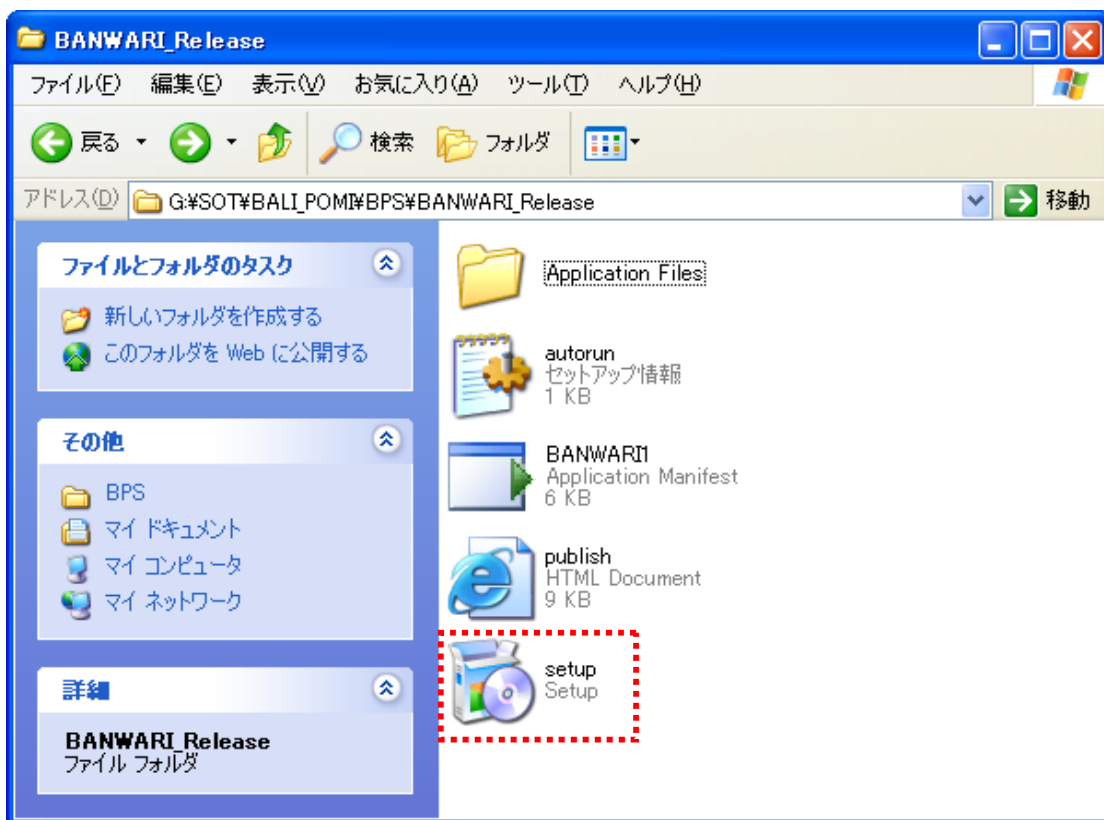 BANWARI_Release
ファイル(F) 編集(E) 表示(V) お気に入り(A) ツール(T) ヘルプ(H)
戻る 検索 フォルダ
アドレス(D) G:¥SOT¥BALI_POMI¥BPS¥BANWARI_Release 移動
ファイルとフォルダのタスク
新しいフォルダを作成する
このフォルダを Web に公開する
その他
BPS
マイ ドキュメント
マイ コンピュータ
マイ ネットワーク
詳細
BANWARI_Release
ファイル フォルダ
Application Files
autorun
セットアップ情報
1 KB
BANWARI1
Application Manifest
6 KB
publish
HTML Document
9 KB
setup
Setup